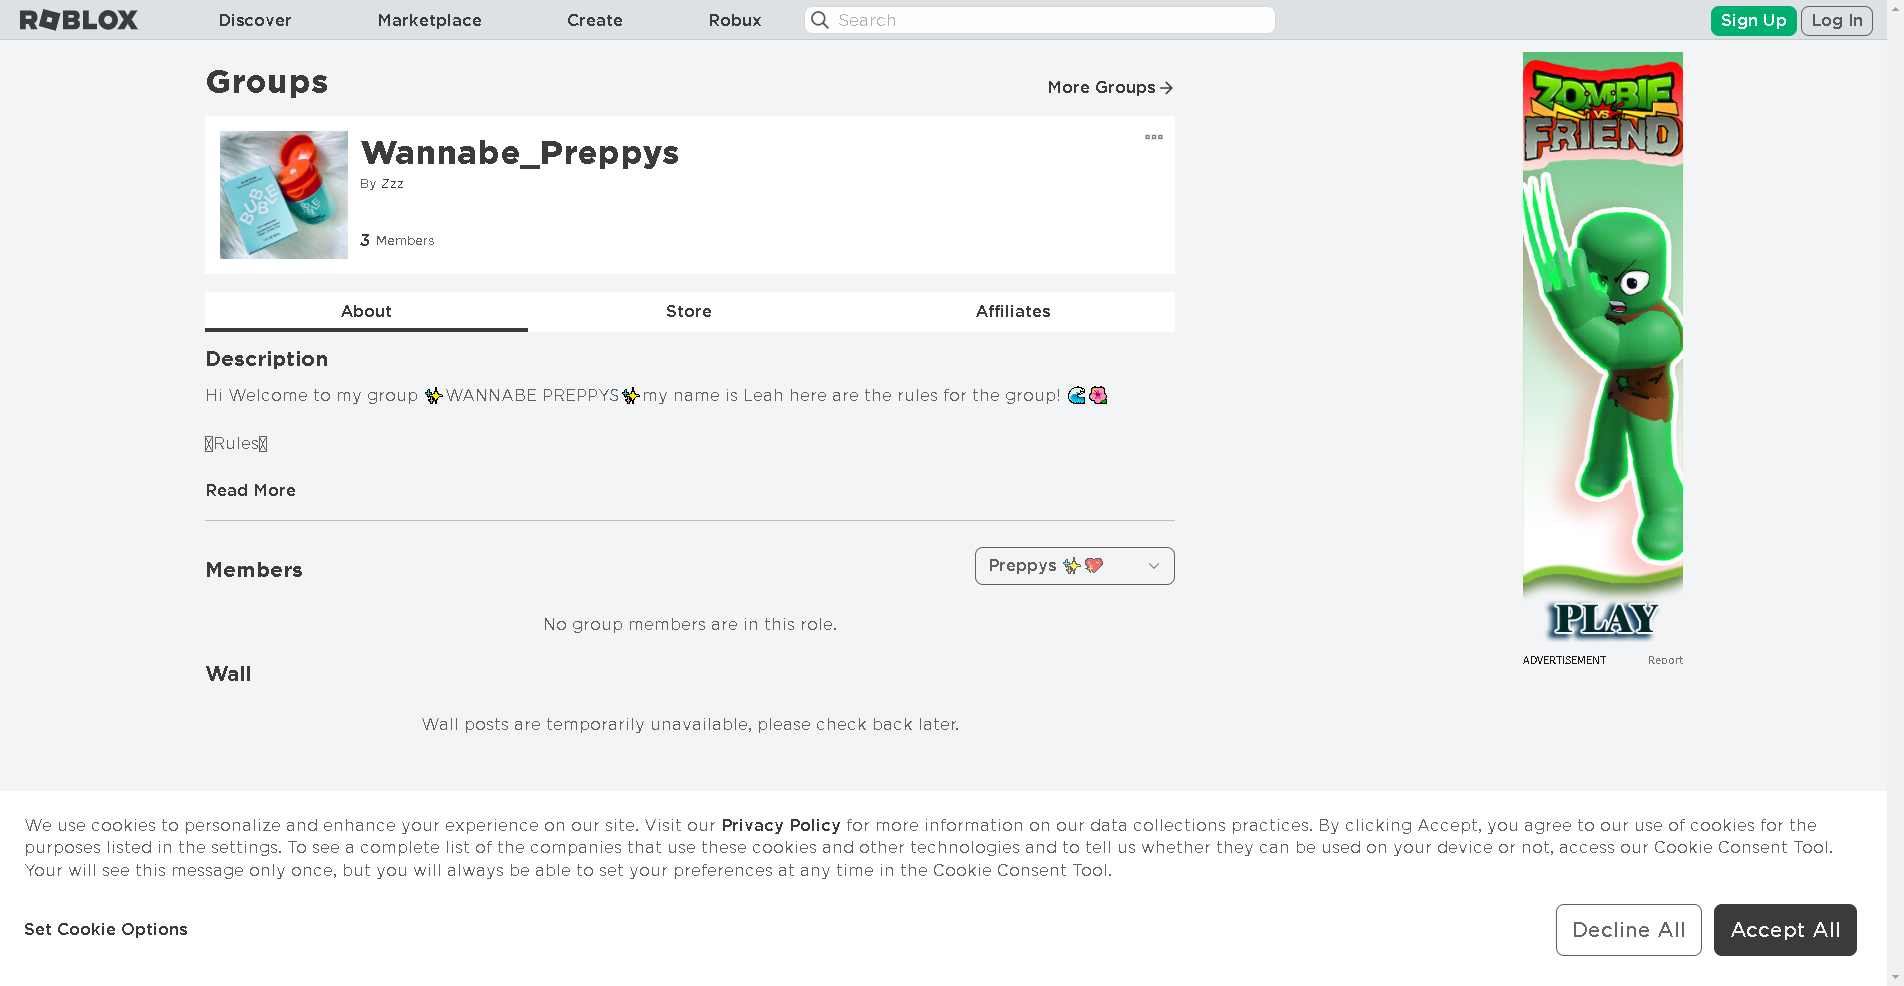 ROBLOX Discover Marketplace Create Robux Search Sign Up Log In
Groups
More Groups
Wannabe_Preppys
By Zzz
3 Members
BUBBLE
BUBBLE
About Store Affiliates
Description
Hi Welcome to my group ✨WANNABE PREPPYS✨my name is Leah here are the rules for the group! 🌊🌺
Rules
Read More
Members
Preppys ✨💖
No group members are in this role.
Wall
Wall posts are temporarily unavailable, please check back later.
ZOMBIE
VS
FRIEND
PLAY
ADVERTISEMENT Report
We use cookies to personalize and enhance your experience on our site. Visit our Privacy Policy for more information on our data collections practices. By clicking Accept, you agree to our use of cookies for the
purposes listed in the settings. To see a complete list of the companies that use these cookies and other technologies and to tell us whether they can be used on your device or not, access our Cookie Consent Tool.
Your will see this message only once, but you will always be able to set your preferences at any time in the Cookie Consent Tool.
Set Cookie Options
Decline All
Accept All